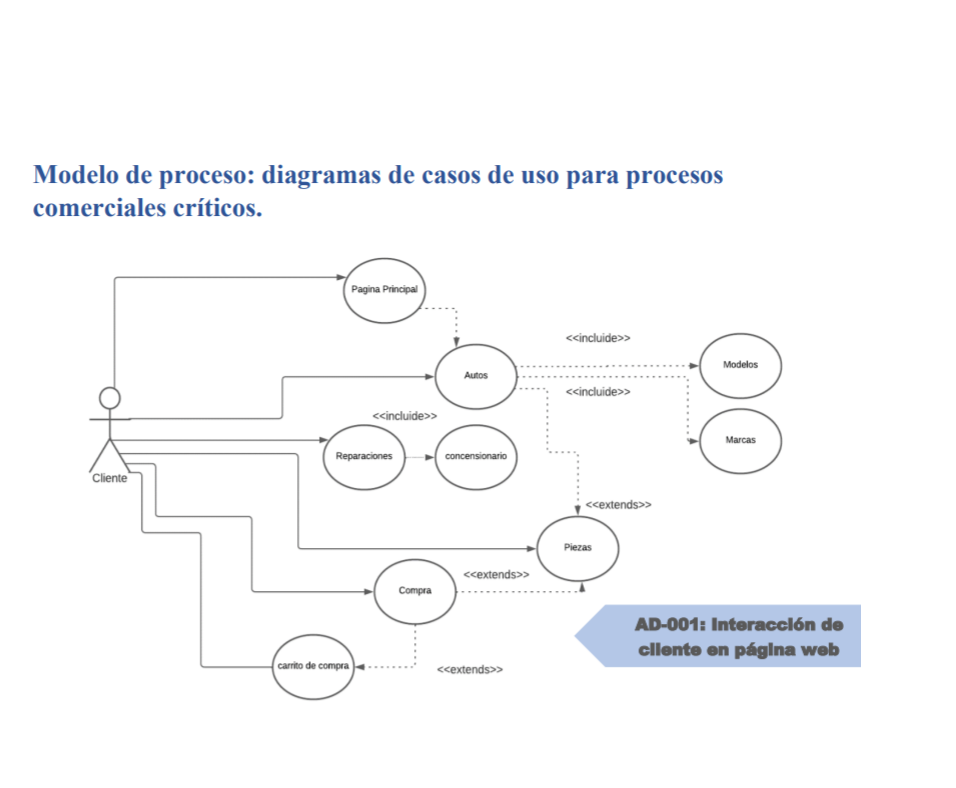 Modelo de proceso: diagramas de casos de uso para procesos
comerciales críticos.
Pagina Principal
<<incluide>>
Autos
Modelos
<<incluide>>
<<incluide>>
Marcas
Reparaciones
concensionario
Cliente
<<extends>>
Piezas
<<extends>>
Compra
AD-001: Interacción de
cliente en página web
carrito de compra
<<extends>>